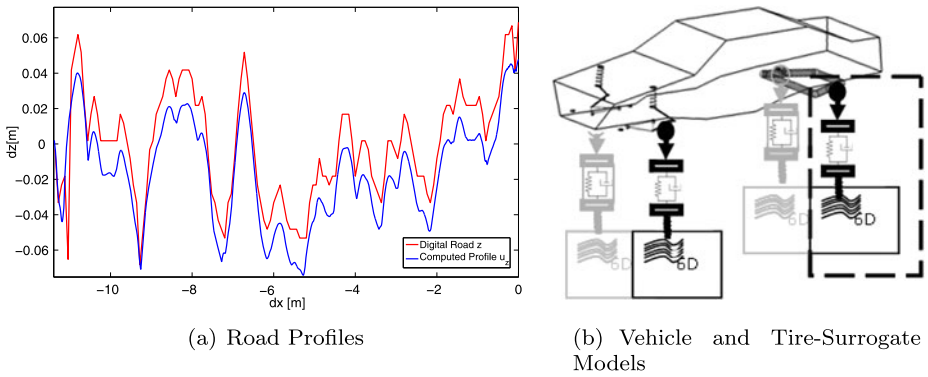 0.06
0.04
0.02
0
−0.02
−0.04
−0.06
dz[m]
−10
−8
−6
−4
−2
0
dx [m]
Digital Road z
Computed Profile u_z
(a) Road Profiles
6D
6D
6D
6D
(b) Vehicle and Tire-Surrogate
Models